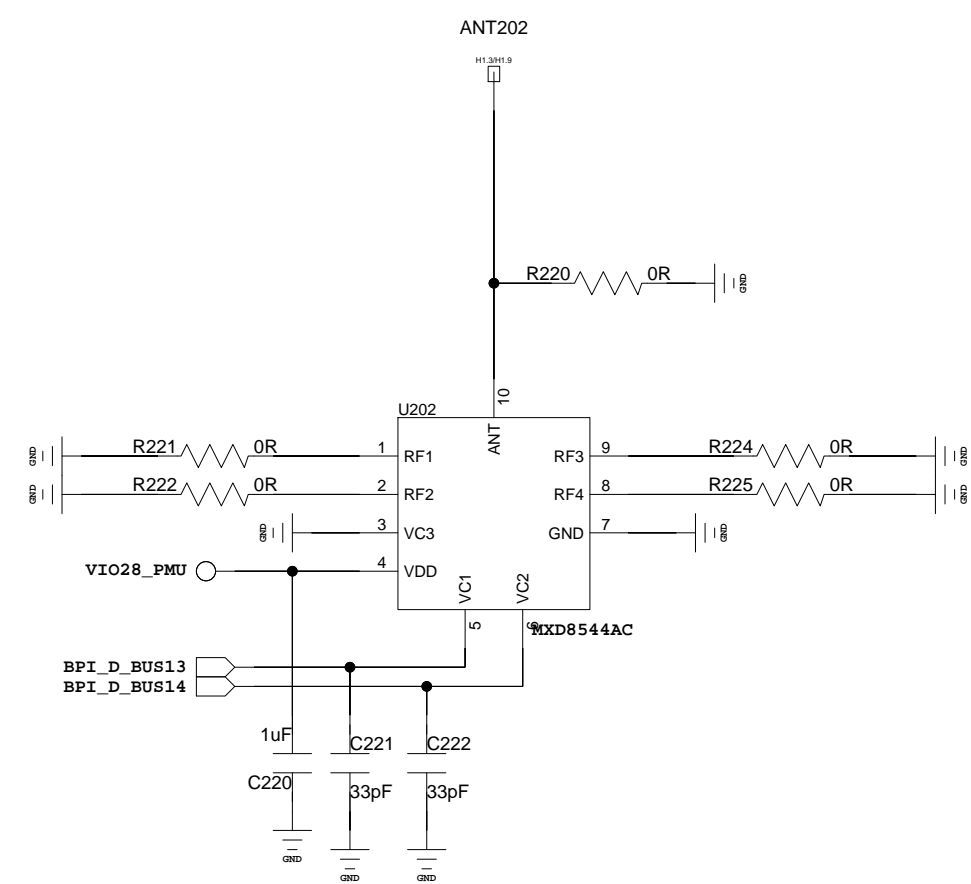 ANT202
H1.3/H1.9
R220 0R GND
10
U202
ANT
GND R221 0R 1 RF1 RF3 9 R224 0R GND
GND R222 0R 2 RF2 RF4 8 R225 0R GND
GND 3 VC3 GND 7 GND
VIO28_PMU 4 VDD
VC1 VC2
5 6 MXD8544AC
BPI_D_BUS13
BPI_D_BUS14
1uF C221 C222
C220 33pF 33pF
GND GND GND